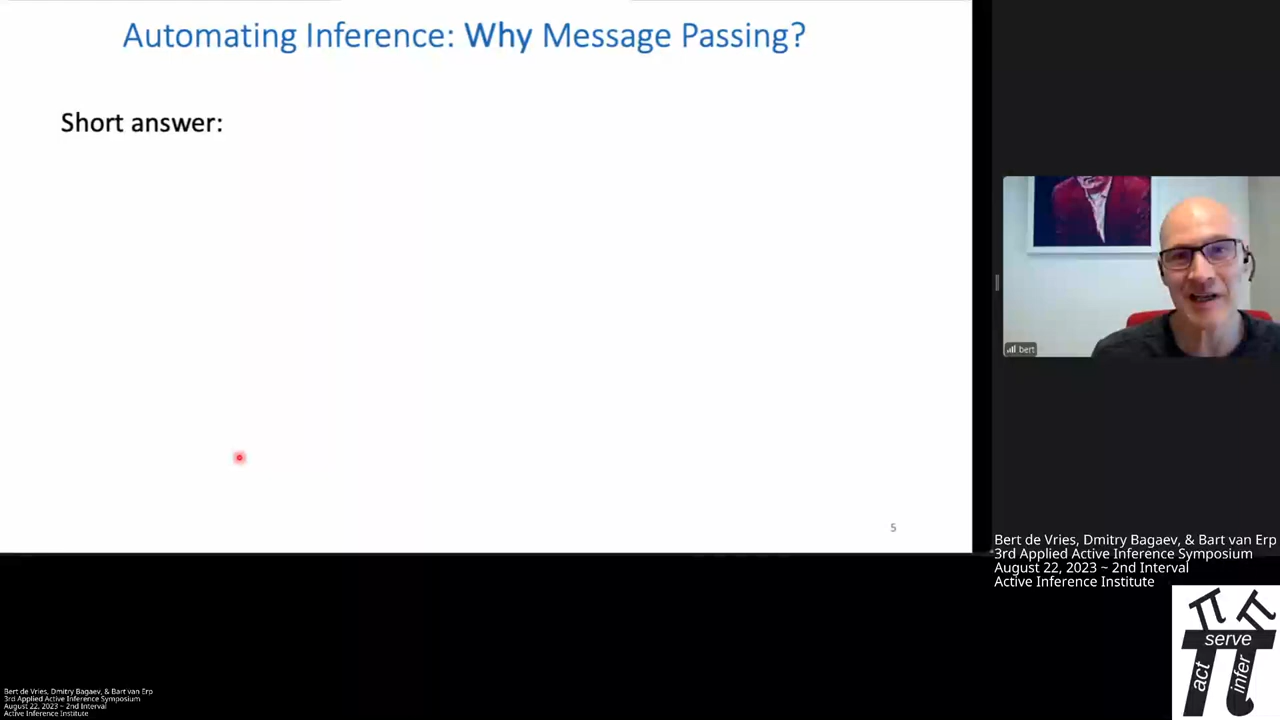 Automating Inference: Why Message Passing?
Short answer:
5
bert
Bert de Vries, Dmitry Bagaev, & Bart van Erp
3rd Applied Active Inference Symposium
August 22, 2023 ~ 2nd Interval
Active Inference Institute
act
serve
infer
Bert de Vries, Dmitry Bagaev, & Bart van Erp
3rd Applied Active Inference Symposium
August 22, 2023 ~ 2nd Interval
Active Inference Institute